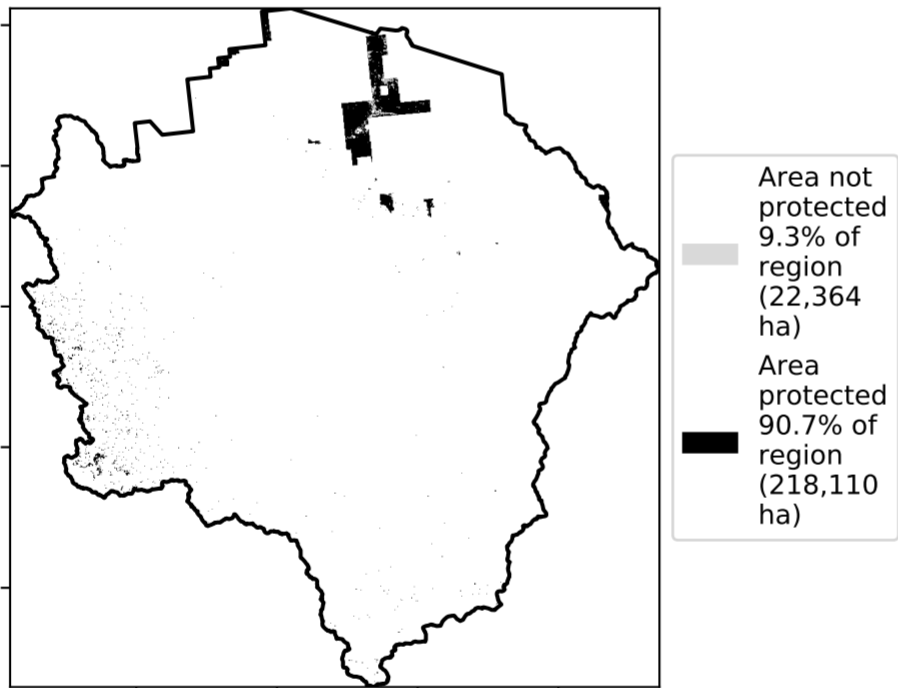 Area not
protected
9.3% of
region
(22,364
ha)
Area
protected
90.7% of
region
(218,110
ha)